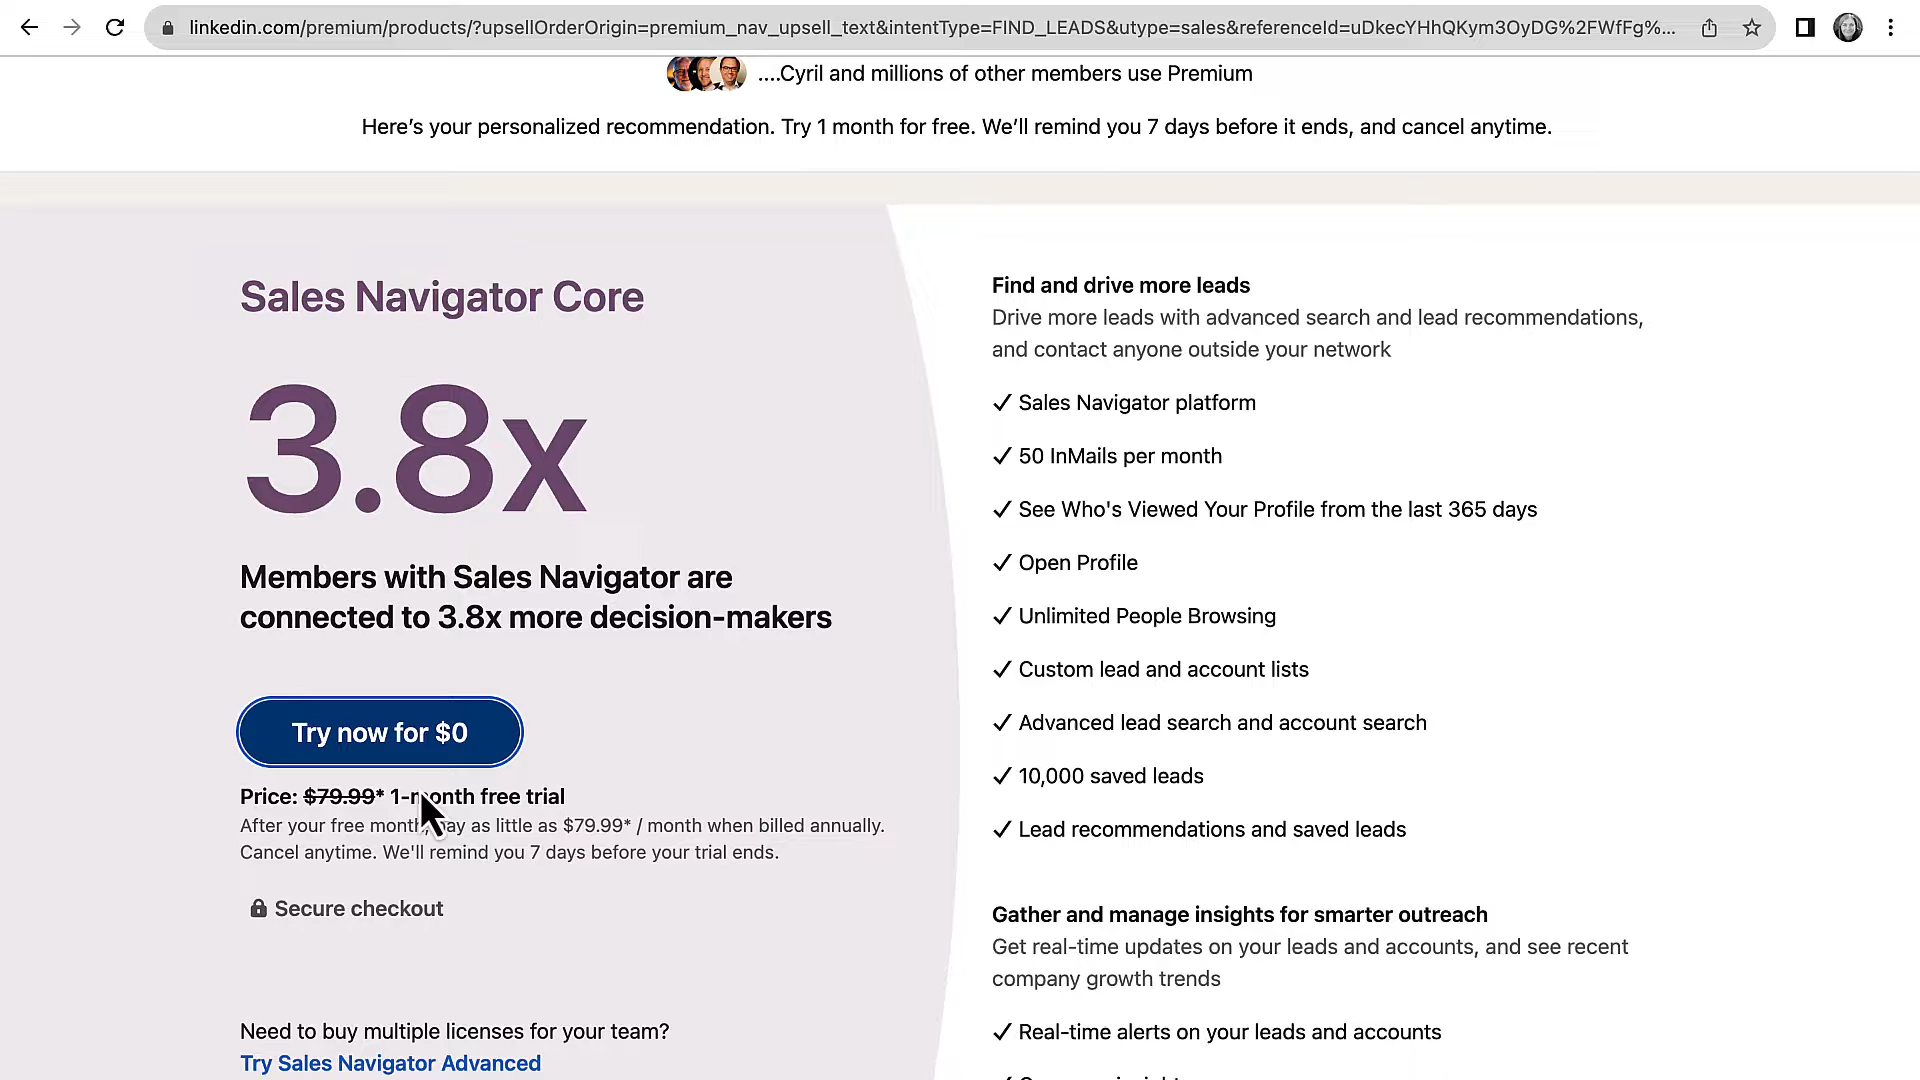 linkedin.com/premium/products/?upsellOrderOrigin=premium_nav_upsell_text&intentType=FIND_LEADS&utype=sales&referenceId=uDkecYHhQKym3OyDG%2FWfFg%...
....Cyril and millions of other members use Premium
Here’s your personalized recommendation. Try 1 month for free. We’ll remind you 7 days before it ends, and cancel anytime.
Sales Navigator Core
3.8x
Members with Sales Navigator are
connected to 3.8x more decision-makers
Try now for $0
Price: $79.99* 1-month free trial
After your free month, pay as little as $79.99* / month when billed annually.
Cancel anytime. We'll remind you 7 days before your trial ends.
Secure checkout
Need to buy multiple licenses for your team?
Try Sales Navigator Advanced
Find and drive more leads
Drive more leads with advanced search and lead recommendations,
and contact anyone outside your network
✓ Sales Navigator platform
✓ 50 InMails per month
✓ See Who's Viewed Your Profile from the last 365 days
✓ Open Profile
✓ Unlimited People Browsing
✓ Custom lead and account lists
✓ Advanced lead search and account search
✓ 10,000 saved leads
✓ Lead recommendations and saved leads
Gather and manage insights for smarter outreach
Get real-time updates on your leads and accounts, and see recent
company growth trends
✓ Real-time alerts on your leads and accounts